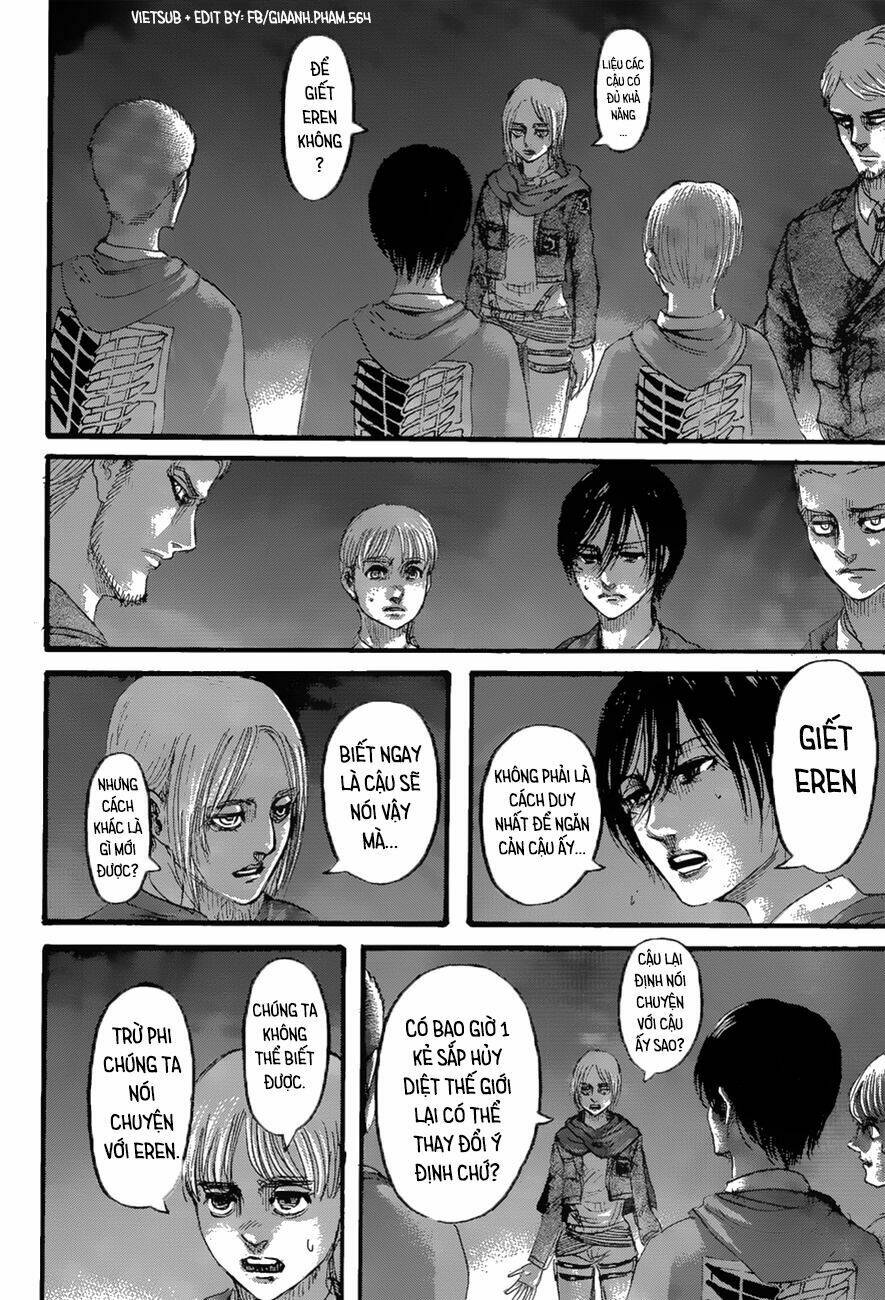 VIETSUB + EDIT BY: FB/GIAANH.PHAM.564
LIỆU CÁC
CẬU CÓ
ĐỦ KHẢ
NĂNG
...
ĐỂ
GIẾT
EREN
KHÔNG
?
GIẾT
EREN
KHÔNG PHẢI LÀ
CÁCH DUY
NHẤT ĐỂ NGĂN
CẢN CẬU ẤY...
BIẾT NGAY
LÀ CẬU SẼ
NÓI VẬY
MÀ...
NHƯNG
CÁCH
KHÁC LÀ
GÌ MỚI
ĐƯỢC?
CẬU LẠI
ĐỊNH NÓI
CHUYỆN
VỚI CẬU
ẤY SAO?
CÓ BAO GIỜ 1
KẺ SẮP HỦY
DIỆT THẾ GIỚI
LẠI CÓ THỂ
THAY ĐỔI Ý
ĐỊNH CHỨ?
CHÚNG TA
KHÔNG
THỂ BIẾT
ĐƯỢC.
TRỪ PHI
CHÚNG TA
NÓI
CHUYỆN
VỚI EREN.